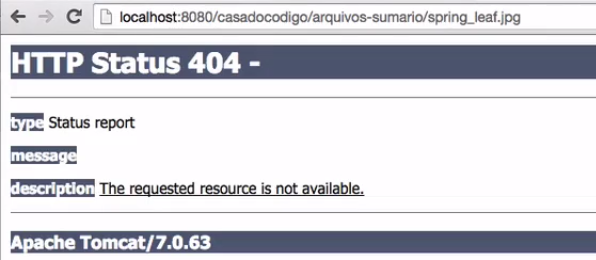 localhost:8080/casadocodigo/arquivos-sumario/spring_leaf.jpg
HTTP Status 404 -
type Status report
message
description The requested resource is not available.
Apache Tomcat/7.0.63